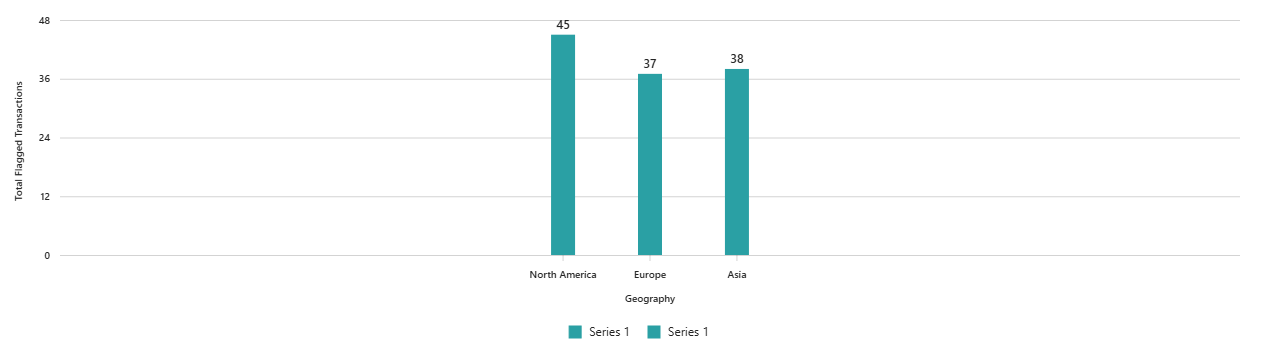 48
36
24
12
0
Total Flagged Transactions
45
37
38
North America
Europe
Asia
Geography
Series 1
Series 1